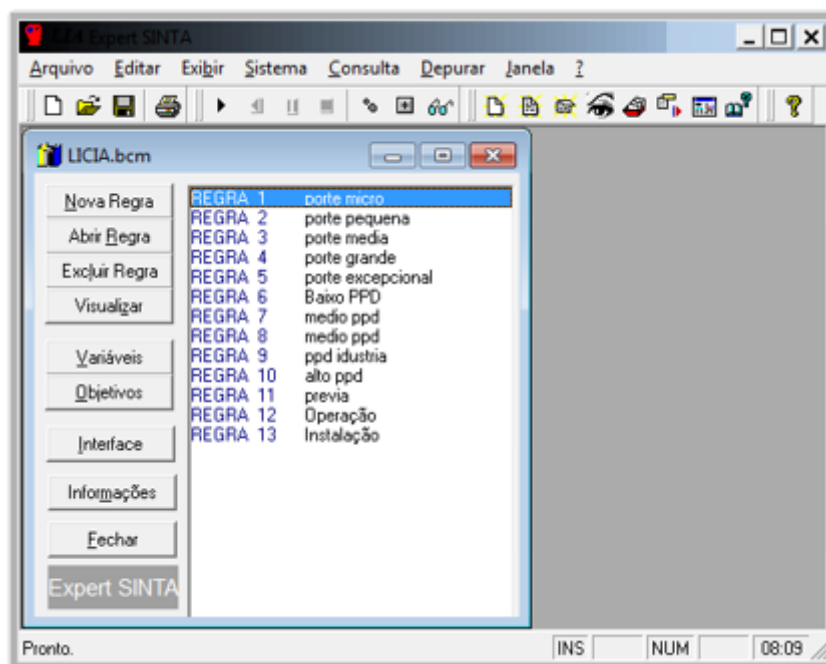 Expert SINTA
Arquivo Editar Exibir Sistema Consulta Depurar Janela ?
LICIA.bcm
Nova Regra
Abrir Regra
Excluir Regra
Visualizar
Variáveis
Objetivos
Interface
Informações
Fechar
Expert SINTA
REGRA 1 porte micro
REGRA 2 porte pequena
REGRA 3 porte media
REGRA 4 porte grande
REGRA 5 porte excepcional
REGRA 6 Baixo PPD
REGRA 7 medio ppd
REGRA 8 medio ppd
REGRA 9 ppd idustria
REGRA 10 alto ppd
REGRA 11 previa
REGRA 12 Operação
REGRA 13 Instalação
Pronto. INS NUM 08:09